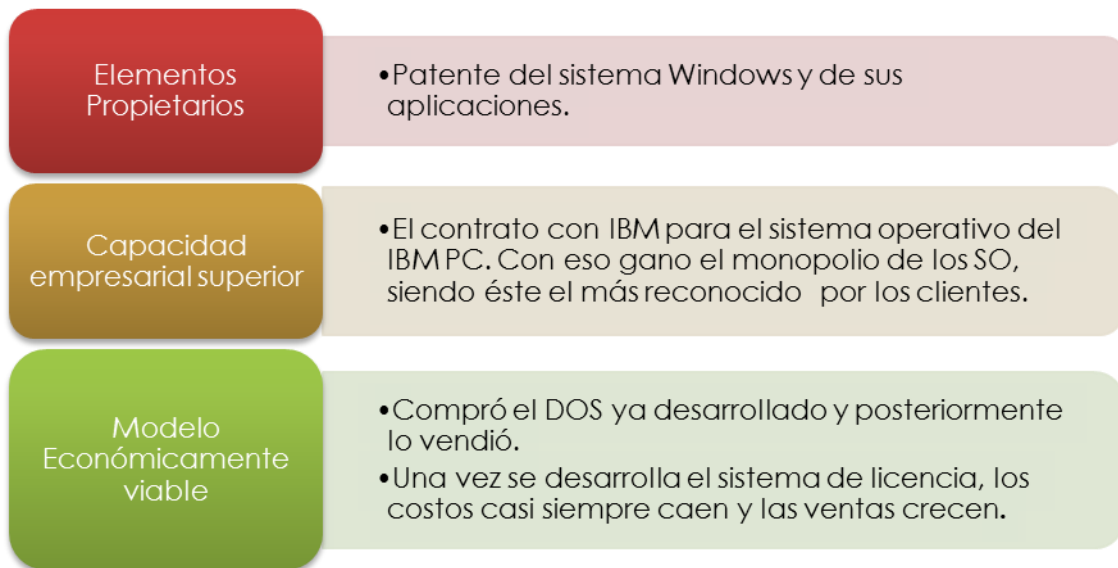 Elementos
Propietarios
•Patente del sistema Windows y de sus
aplicaciones.
Capacidad
empresarial superior
•El contrato con IBM para el sistema operativo del
IBM PC. Con eso gano el monopolio de los SO,
siendo éste el más reconocido por los clientes.
Modelo
Económicamente
viable
•Compró el DOS ya desarrollado y posteriormente
lo vendió.
•Una vez se desarrolla el sistema de licencia, los
costos casi siempre caen y las ventas crecen.